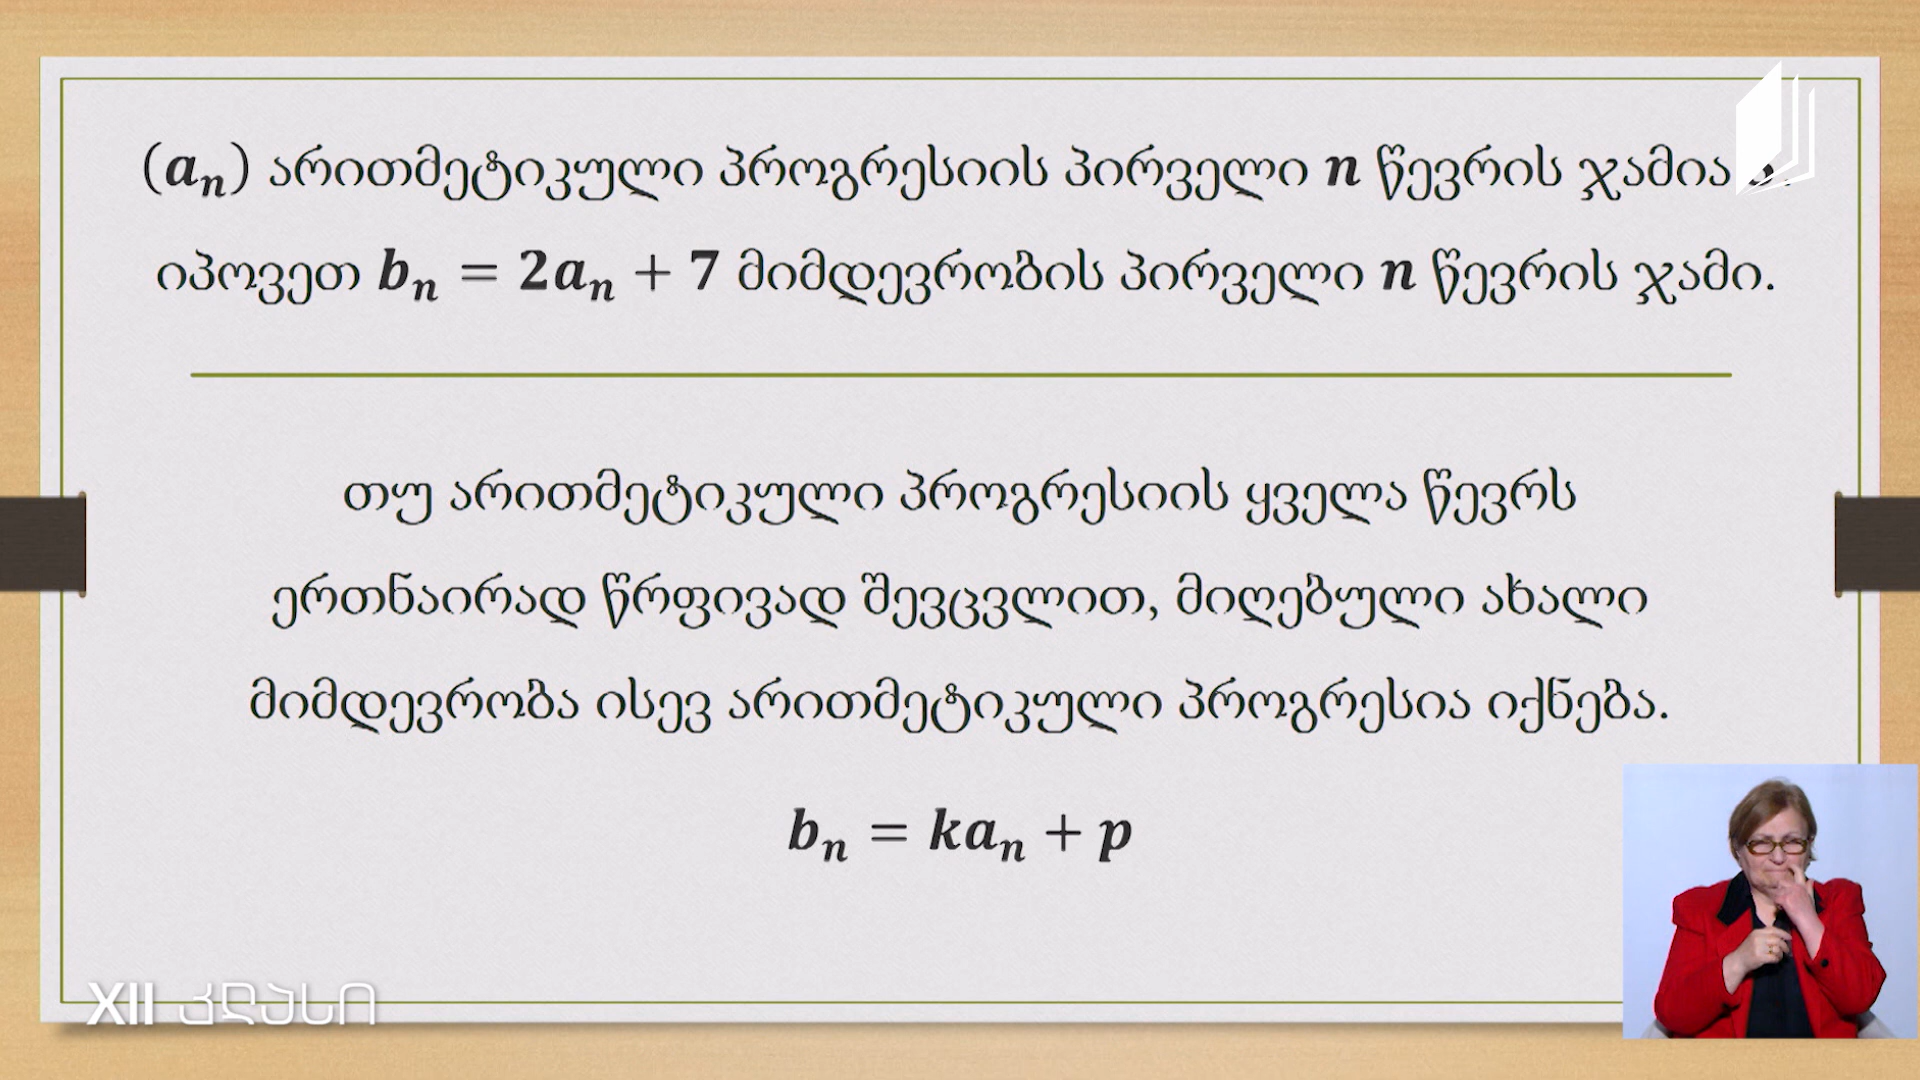 (aₙ) არითმეტიკული პროგრესიის პირველი n წევრის ჯამია
იპოვეთ bₙ = 2aₙ + 7 მიმდევრობის პირველი n წევრის ჯამი.
თუ არითმეტიკული პროგრესიის ყველა წევრს
ერთნაირად წრფივად შევცვლით, მიღებული ახალი
მიმდევრობა ისევ არითმეტიკული პროგრესია იქნება.
bₙ = kaₙ + p
XII კლასი